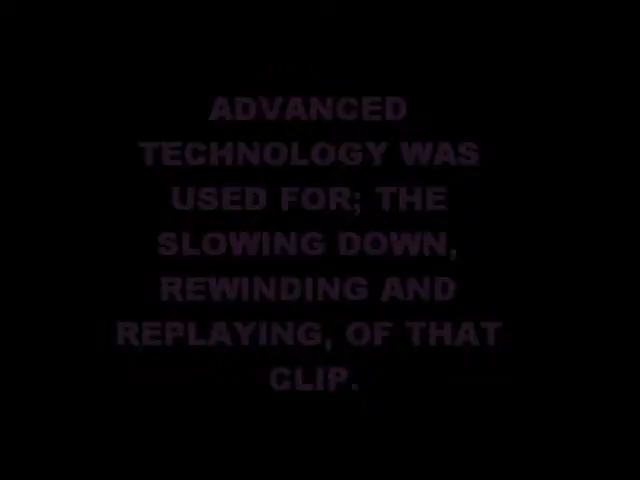 ADVANCED
TECHNOLOGY WAS
USED FOR; THE
SLOWING DOWN,
REWINDING AND
REPLAYING, OF THAT
CLIP.